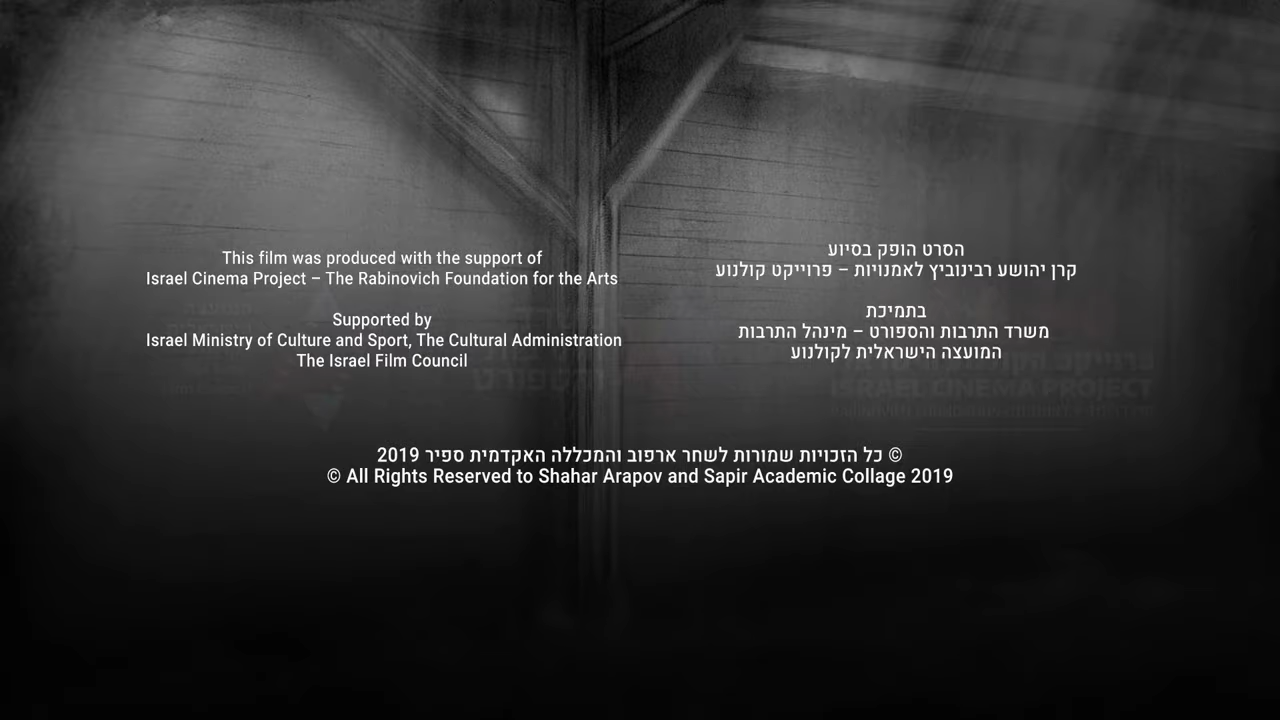 This film was produced with the support of
Israel Cinema Project – The Rabinovich Foundation for the Arts
Supported by
Israel Ministry of Culture and Sport, The Cultural Administration
The Israel Film Council
הסרט הופק בסיוע
קרן יהושע רבינוביץ לאמנויות – פרוייקט קולנוע
בתמיכת
משרד התרבות והספורט – מינהל התרבות
המועצה הישראלית לקולנוע
ISRAEL CINEMA PROJECT
© כל הזכויות שמורות לשחר ארפוב והמכללה האקדמית ספיר 2019
© All Rights Reserved to Shahar Arapov and Sapir Academic Collage 2019